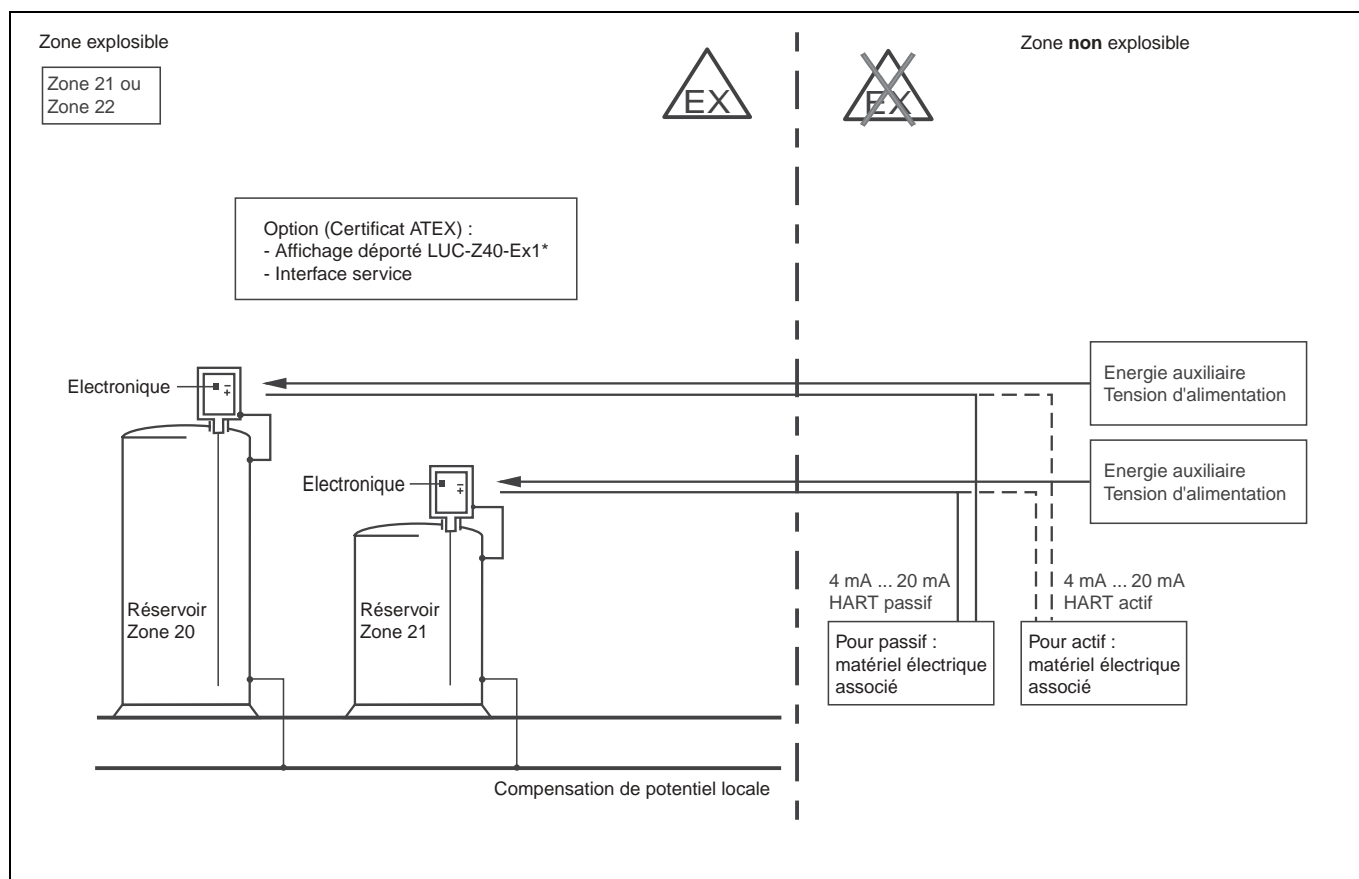 Zone explosible
Zone non explosible
Zone 21 ou
Zone 22
EX
EX
Option (Certificat ATEX) :
- Affichage déporté LUC-Z40-Ex1*
- Interface service
Electronique
- +
Energie auxiliaire
Tension d'alimentation
Electronique
- +
Energie auxiliaire
Tension d'alimentation
Réservoir
Zone 20
Réservoir
Zone 21
4 mA ... 20 mA
HART passif
4 mA ... 20 mA
HART actif
Pour passif :
matériel électrique
associé
Pour actif :
matériel électrique
associé
Compensation de potentiel locale